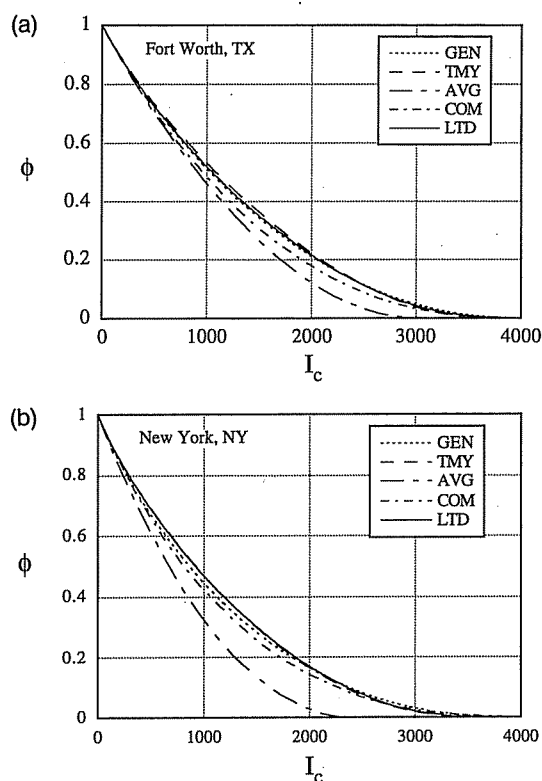 (a)
Fort Worth, TX
GEN
TMY
AVG
COM
LTD
1
0.8
0.6
0.4
0.2
0
ϕ
0 1000 2000 3000 4000
I_c
(b)
New York, NY
GEN
TMY
AVG
COM
LTD
1
0.8
0.6
0.4
0.2
0
ϕ
0 1000 2000 3000 4000
I_c